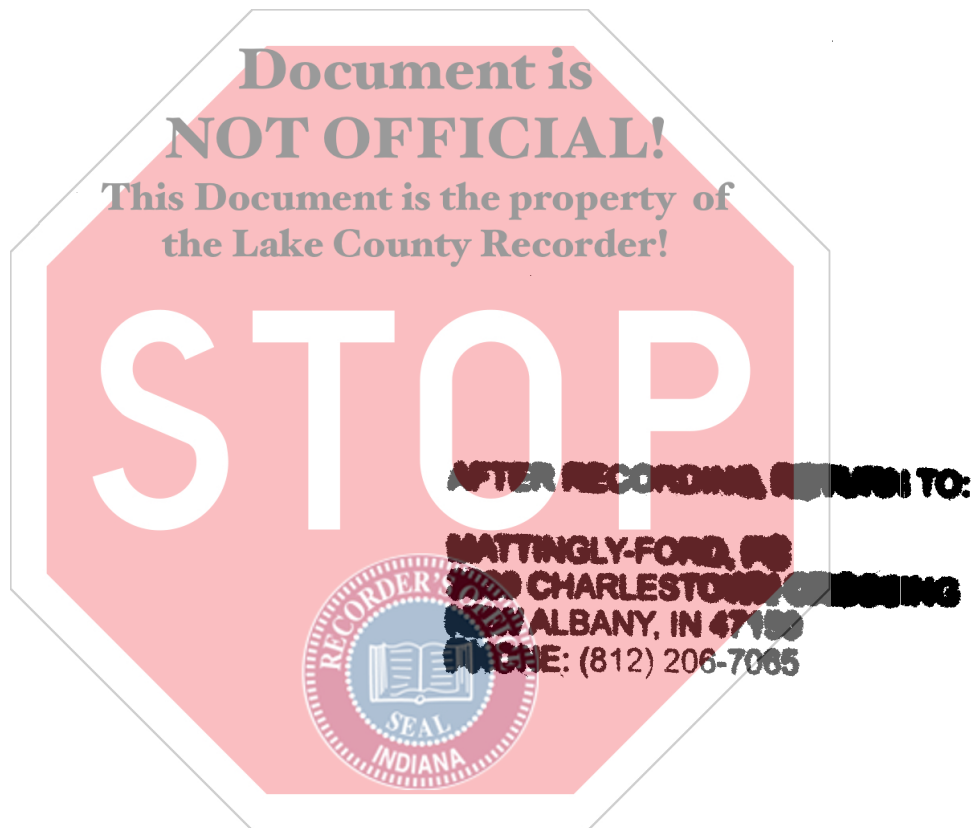 Document is
NOT OFFICIAL!
This Document is the property of
the Lake County Recorder!
STOP
AFTER RECORDING RETURN TO:
MATTINGLY-FORD,
CHARLESTOWN CROSSING
ALBANY, IN
PHONE: (812) 206-7065
RECORDER'S OFFICE
SEAL
INDIANA